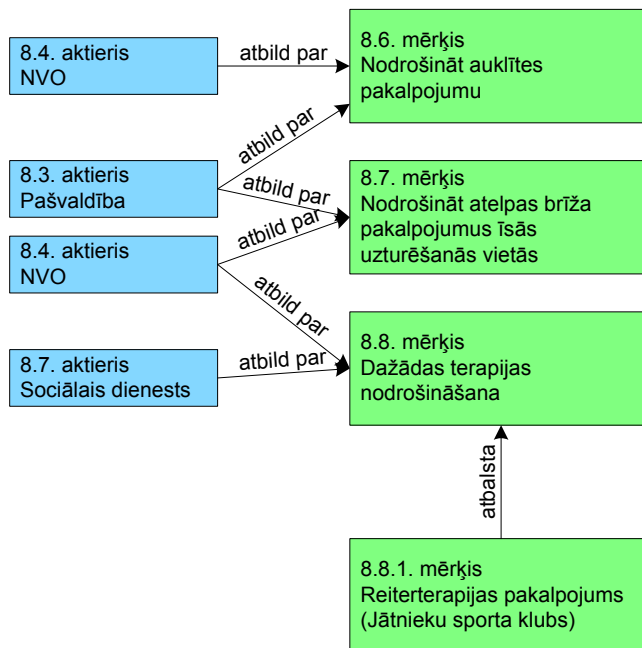 8.4. aktieris
NVO
atbild par
8.6. mērķis
Nodrošināt auklītes
pakalpojumu
atbild par
8.3. aktieris
Pašvaldība
atbild par
8.7. mērķis
Nodrošināt atelpas brīža
pakalpojumus īsās
uzturēšanās vietās
8.4. aktieris
NVO
atbild par
atbild par
8.8. mērķis
Dažādas terapijas
nodrošināšana
8.7. aktieris
Sociālais dienests
atbild par
atbalsta
8.8.1. mērķis
Reiterterapijas pakalpojums
(Jātnieku sporta klubs)